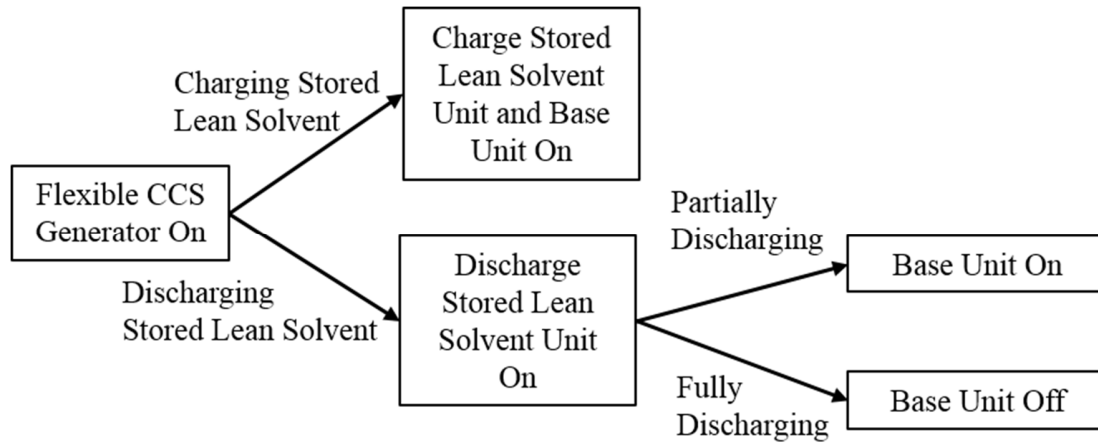 Flexible CCS
Generator On
Charging Stored
Lean Solvent
Charge Stored
Lean Solvent
Unit and Base
Unit On
Discharging
Stored Lean Solvent
Discharge
Stored Lean
Solvent Unit
On
Partially
Discharging
Base Unit On
Fully
Discharging
Base Unit Off